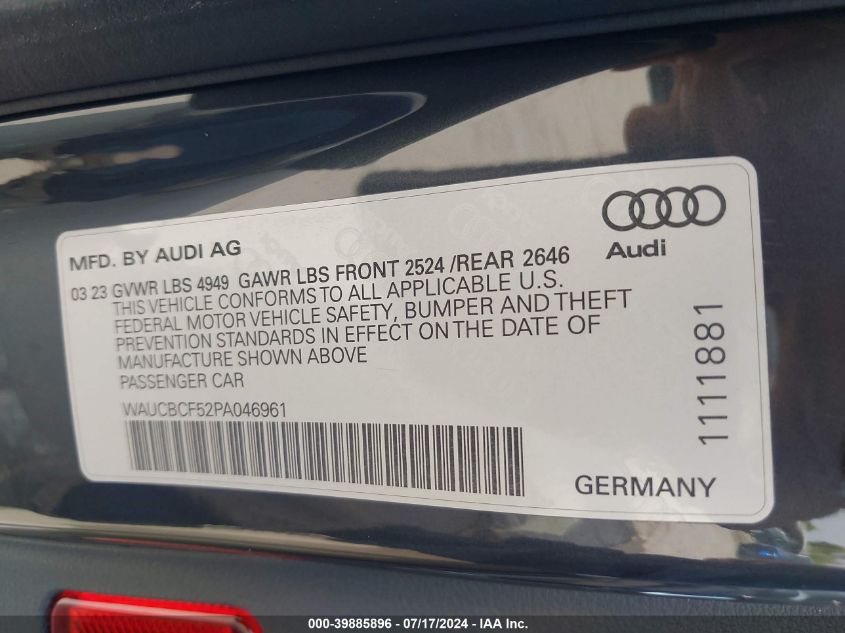 MFD. BY AUDI AG
Audi
03 23 GVWR LBS 4949 GAWR LBS FRONT 2524 /REAR 2646
THIS VEHICLE CONFORMS TO ALL APPLICABLE U.S.
FEDERAL MOTOR VEHICLE SAFETY, BUMPER AND THEFT
PREVENTION STANDARDS IN EFFECT ON THE DATE OF
MANUFACTURE SHOWN ABOVE
PASSENGER CAR
WAUCBCF52PA046961
1111881
GERMANY
000-39885896 - 07/17/2024 - IAA Inc.